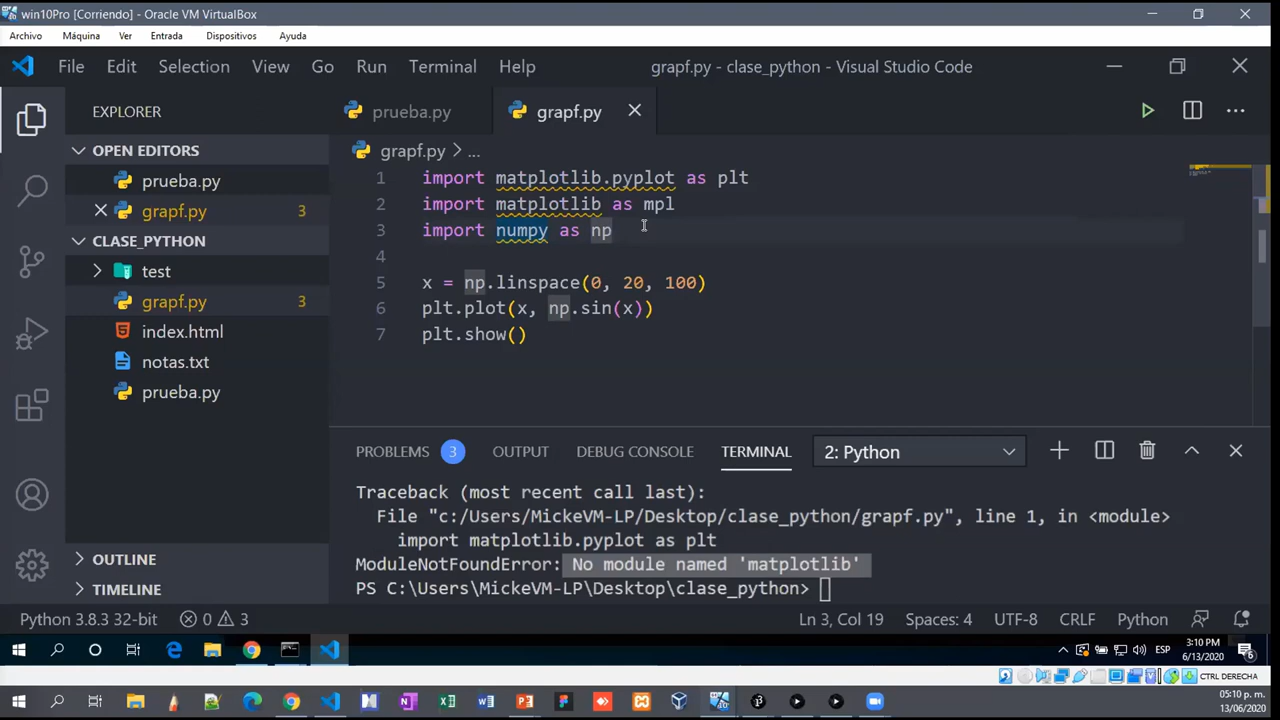 win10Pro [Corriendo] - Oracle VM VirtualBox
Archivo Máquina Ver Entrada Dispositivos Ayuda
File Edit Selection View Go Run Terminal Help grapf.py - clase_python - Visual Studio Code
EXPLORER
OPEN EDITORS
prueba.py
grapf.py 3
CLASE_PYTHON
test
grapf.py 3
index.html
notas.txt
prueba.py
OUTLINE
TIMELINE
prueba.py grapf.py
grapf.py > ...
1 import matplotlib.pyplot as plt
2 import matplotlib as mpl
3 import numpy as np
4
5 x = np.linspace(0, 20, 100)
6 plt.plot(x, np.sin(x))
7 plt.show()
PROBLEMS 3 OUTPUT DEBUG CONSOLE TERMINAL 2: Python
Traceback (most recent call last):
File "c:/Users/MickeVM-LP/Desktop/clase_python/grapf.py", line 1, in <module>
import matplotlib.pyplot as plt
ModuleNotFoundError: No module named 'matplotlib'
PS C:\Users\MickeVM-LP\Desktop\clase_python>
Python 3.8.3 32-bit 0 3 Ln 3, Col 19 Spaces: 4 UTF-8 CRLF Python
ESP 3:10 PM
6/13/2020 6
CTRL DERECHA
05:10 p. m.
13/06/2020